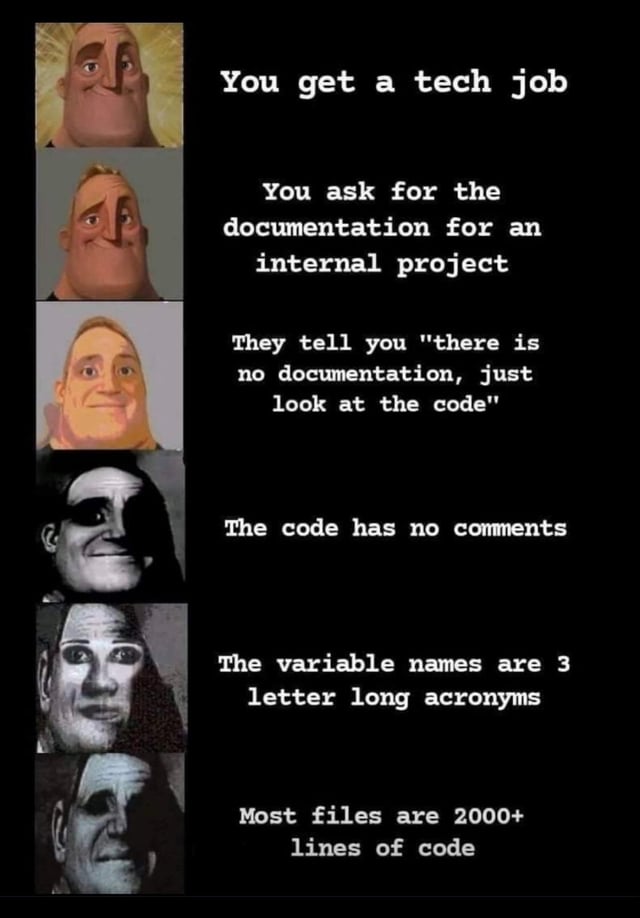 You get a tech job
You ask for the
documentation for an
internal project
They tell you "there is
no documentation, just
look at the code"
The code has no comments
The variable names are 3
letter long acronyms
Most files are 2000+
lines of code